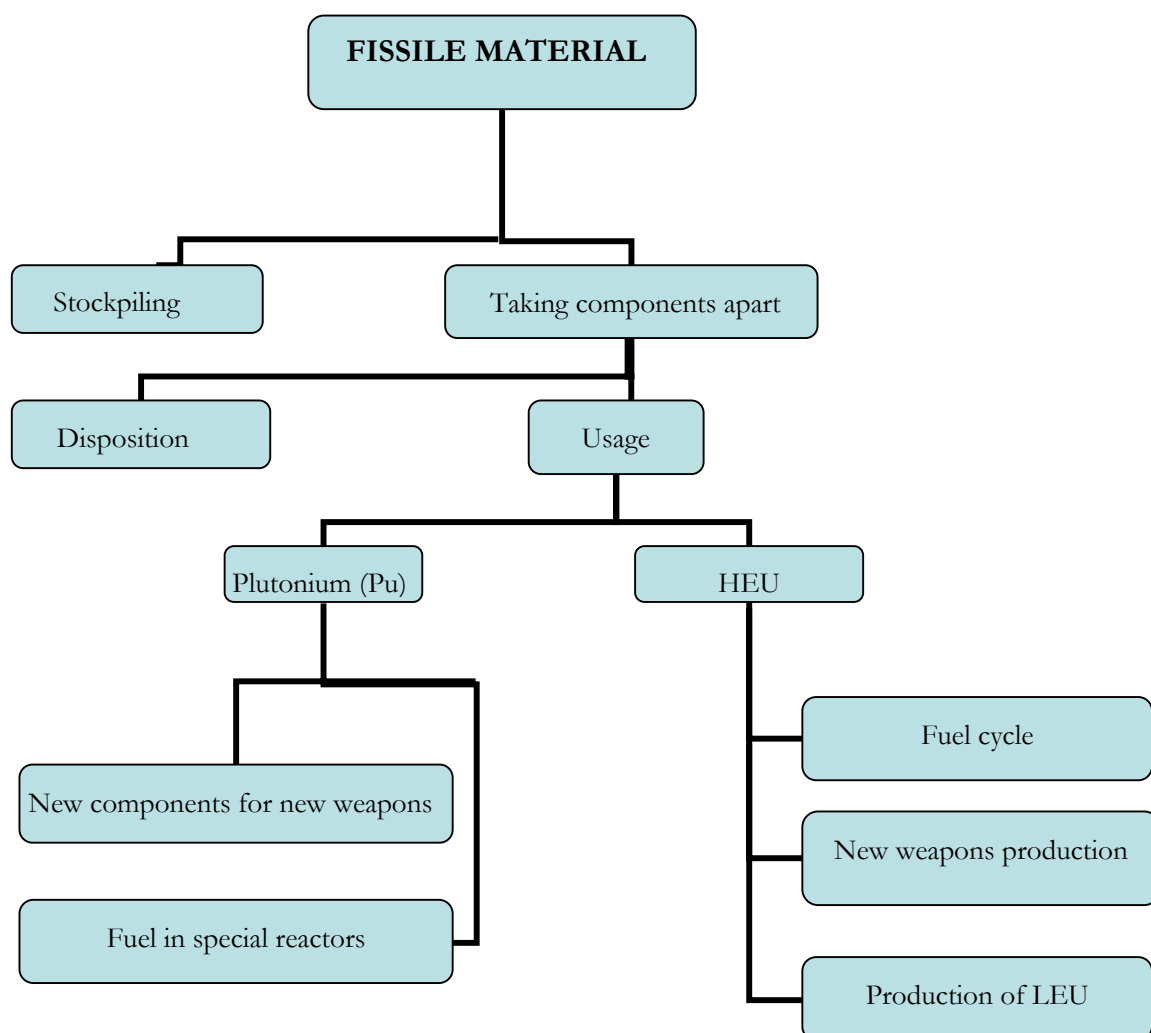 FISSILE MATERIAL
Stockpiling
Taking components apart
Disposition
Usage
Plutonium (Pu)
HEU
Fuel cycle
New components for new weapons
New weapons production
Fuel in special reactors
Production of LEU